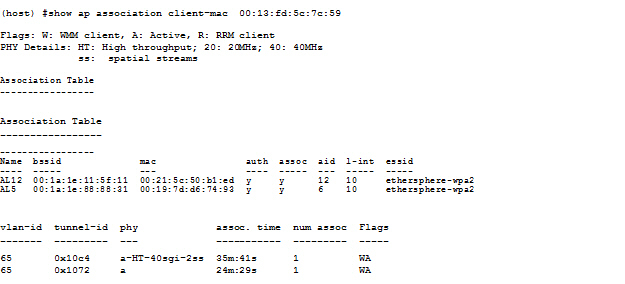 (host) #show ap association client-mac 00:13:fd:5c:7c:59
Flags: W: WMM client, A: Active, R: RRM client
PHY Details: HT: High throughput; 20: 20MHz; 40: 40MHz
ss: spatial streams
Association Table
-----------------
Association Table
------------------
----------------
Name bssid mac auth assoc aid l-int essid
---- ----- --- ---- ----- --- ----- -----
AL12 00:1a:1e:11:5f:11 00:21:5c:50:b1:ed y y 12 10 ethersphere-wpa2
AL5 00:1a:1e:88:88:31 00:19:7d:d6:74:93 y y 6 10 ethersphere-wpa2
vlan-id tunnel-id phy assoc. time num assoc Flags
------- --------- --- ----------- --------- -----
65 0x10c4 a-HT-40sgi-2ss 35m:41s 1 WA
65 0x1072 a 24m:29s 1 WA